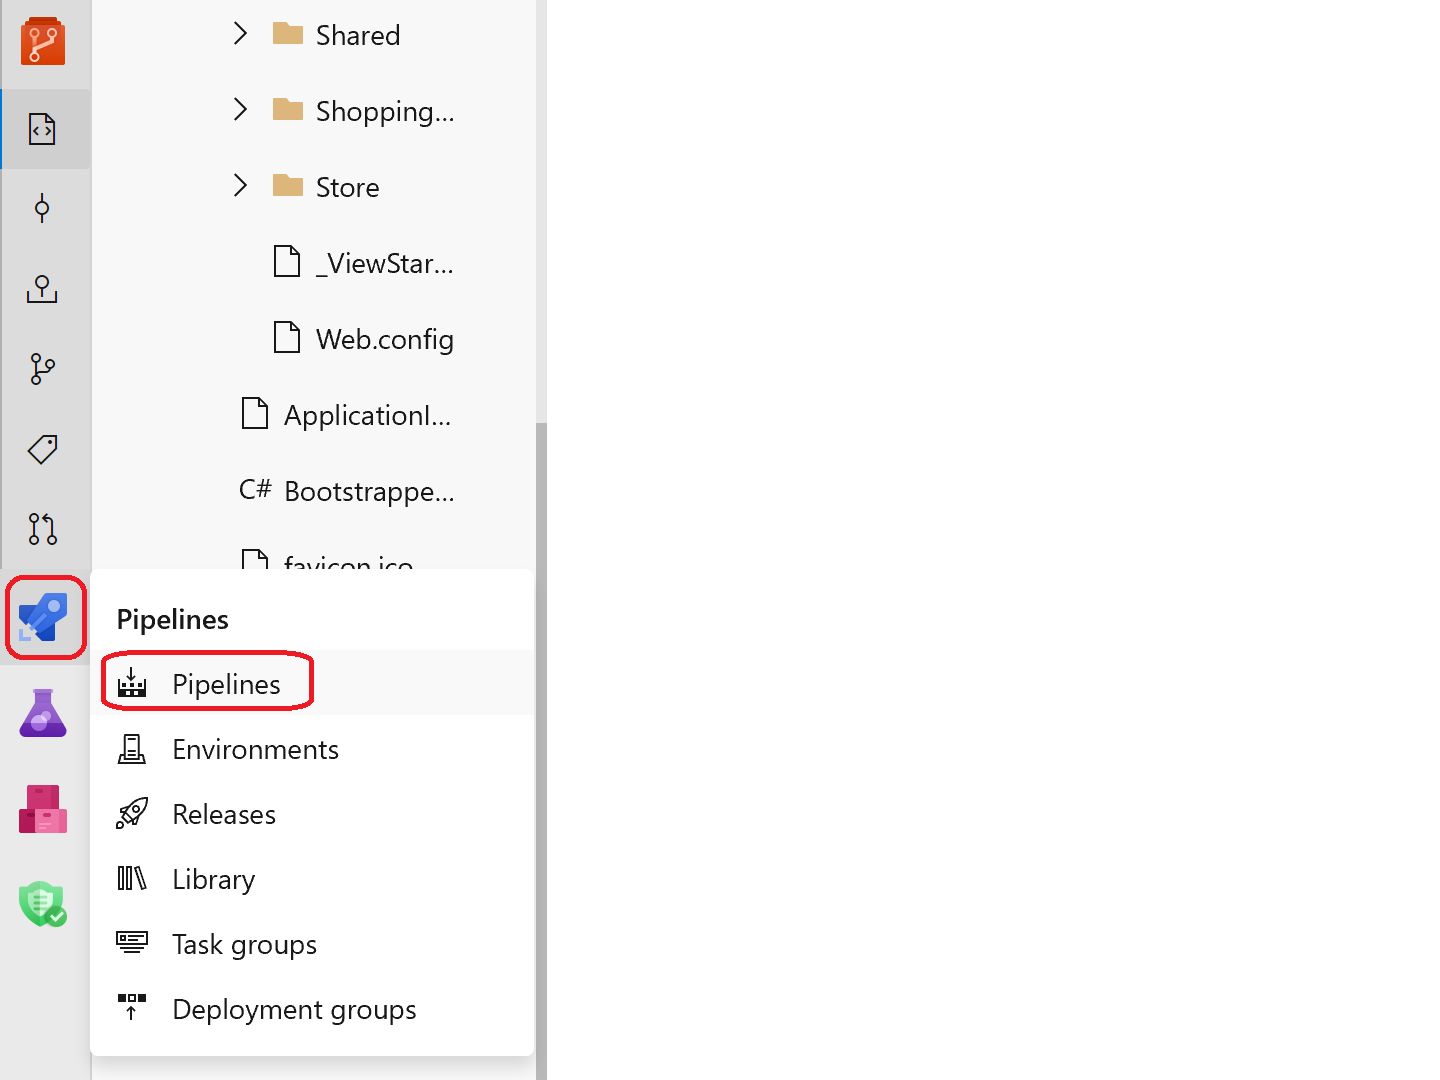 Shared
Shopping...
Store
_ViewStar...
Web.config
ApplicationI...
C# Bootstrappe...
favicon.ico
Pipelines
Pipelines
Environments
Releases
Library
Task groups
Deployment groups